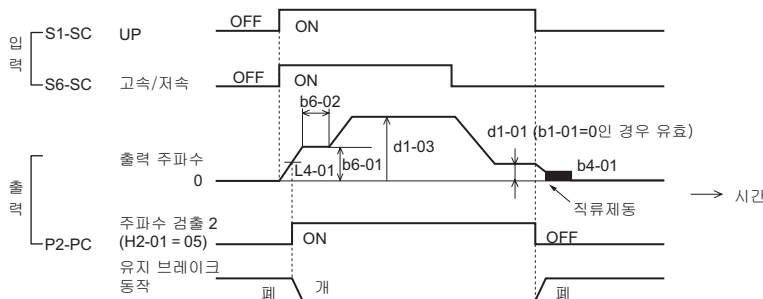 입력
S1-SC UP OFF ON
S6-SC 고속/저속 OFF ON
b6-02
d1-01 (b1-01=0인 경우 유효)
d1-03
출력 주파수
0
L4-01
b6-01
b4-01
직류제동
시간
출력
주파수 검출 2
P2-PC (H2-01 = 05) ON OFF
유지 브레이크
동작
폐 개 폐